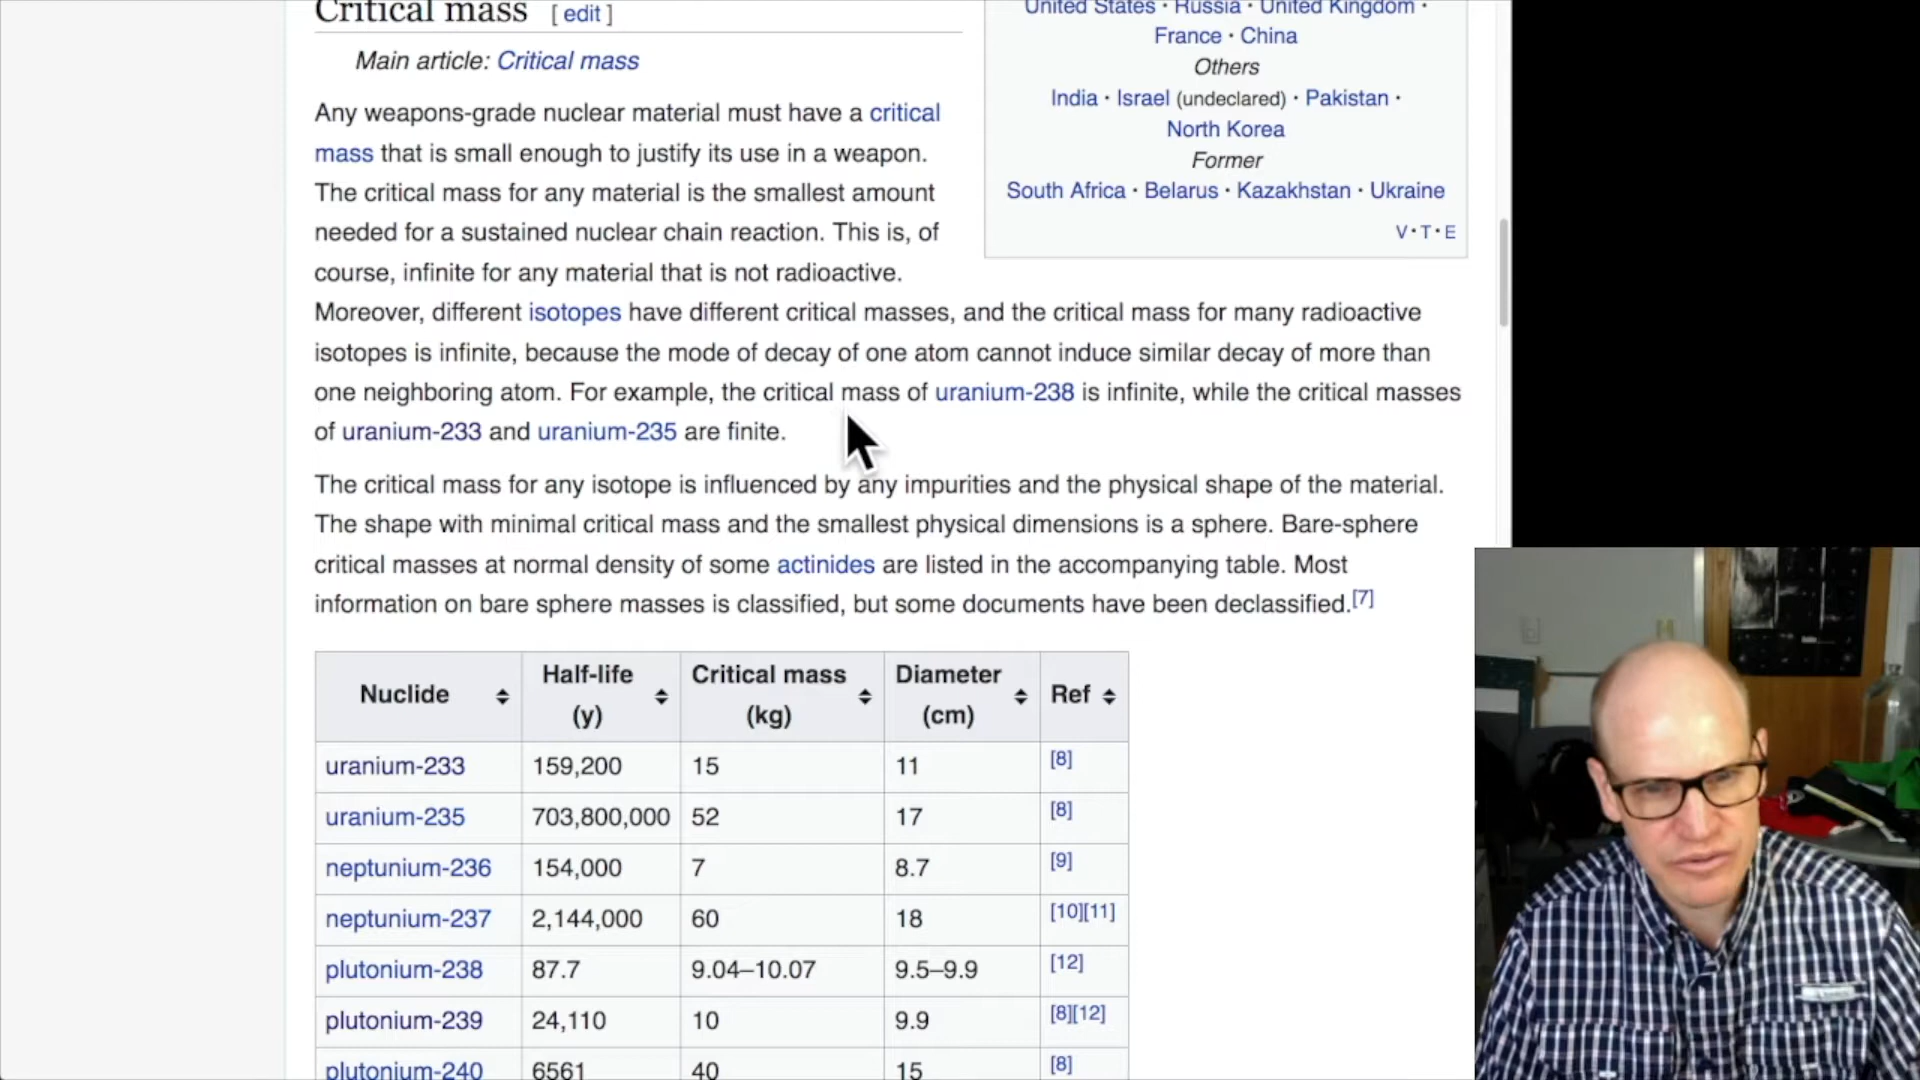 Critical mass [ edit ]
Main article: Critical mass
Any weapons-grade nuclear material must have a critical
mass that is small enough to justify its use in a weapon.
The critical mass for any material is the smallest amount
needed for a sustained nuclear chain reaction. This is, of
course, infinite for any material that is not radioactive.
Moreover, different isotopes have different critical masses, and the critical mass for many radioactive
isotopes is infinite, because the mode of decay of one atom cannot induce similar decay of more than
one neighboring atom. For example, the critical mass of uranium-238 is infinite, while the critical masses
of uranium-233 and uranium-235 are finite.
The critical mass for any isotope is influenced by any impurities and the physical shape of the material.
The shape with minimal critical mass and the smallest physical dimensions is a sphere. Bare-sphere
critical masses at normal density of some actinides are listed in the accompanying table. Most
information on bare sphere masses is classified, but some documents have been declassified.[7]
United States · Russia · United Kingdom ·
France · China
Others
India · Israel (undeclared) · Pakistan ·
North Korea
Former
South Africa · Belarus · Kazakhstan · Ukraine
V · T · E
Nuclide Half-life (y) Critical mass (kg) Diameter (cm) Ref
uranium-233 159,200 15 11 [8]
uranium-235 703,800,000 52 17 [8]
neptunium-236 154,000 7 8.7 [9]
neptunium-237 2,144,000 60 18 [10][11]
plutonium-238 87.7 9.04–10.07 9.5–9.9 [12]
plutonium-239 24,110 10 9.9 [8][12]
plutonium-240 6561 40 15 [8]